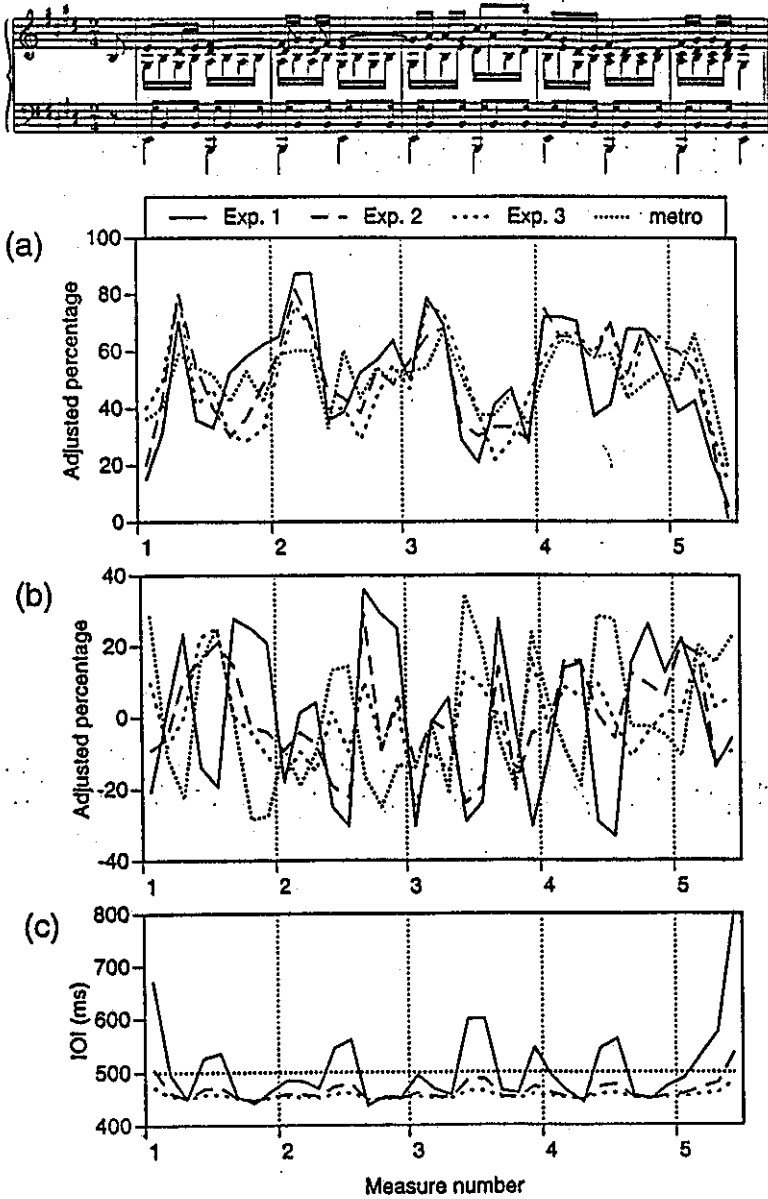 Exp. 1 Exp. 2 Exp. 3 metro
(a)
100
80
60
40
20
0
Adjusted percentage
1 2 3 4 5
(b)
40
20
0
-20
-40
Adjusted percentage
1 2 3 4 5
(c)
800
700
600
500
400
IOI (ms)
1 2 3 4 5
Measure number